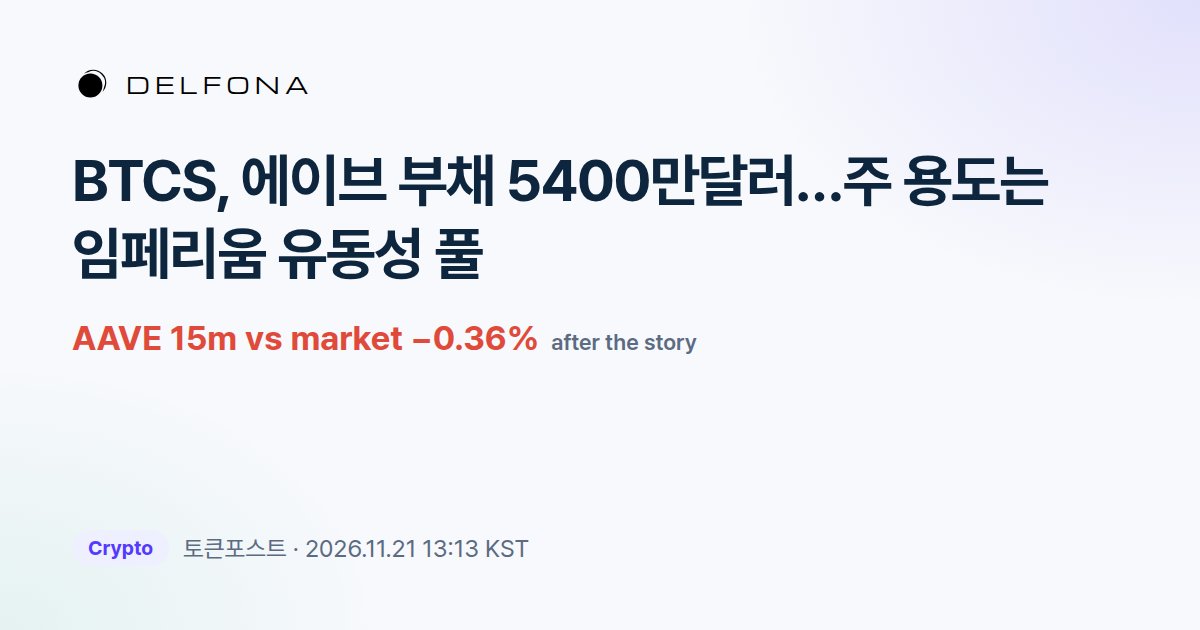 DELFONA
BTCS, 에이브 부채 5400만달러...주 용도는
임페리움 유동성 풀
AAVE 15m vs market −0.36% after the story
Crypto 토큰포스트 · 2026.11.21 13:13 KST